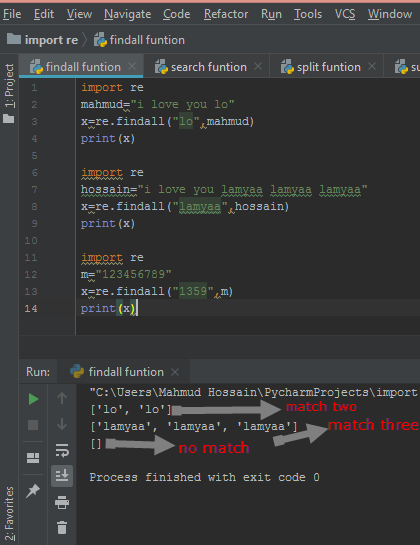 File Edit View Navigate Code Refactor Run Tools VCS Window
import re findall funtion
findall funtion search funtion split funtion su
1: Project
1 import re
2 mahmud="i love you lo"
3 x=re.findall("lo",mahmud)
4 print(x)
5
6 import re
7 hossain="i love you lamyaa lamyaa lamyaa"
8 x=re.findall("lamyaa",hossain)
9 print(x)
10
11 import re
12 m="123456789"
13 x=re.findall("1359",m)
14 print(x)
Run: findall funtion
"C:\Users\Mahmud Hossain\PycharmProjects\import
['lo', 'lo'] match two
['lamyaa', 'lamyaa', 'lamyaa'] match three
[] no match
Process finished with exit code 0
2: Favorites